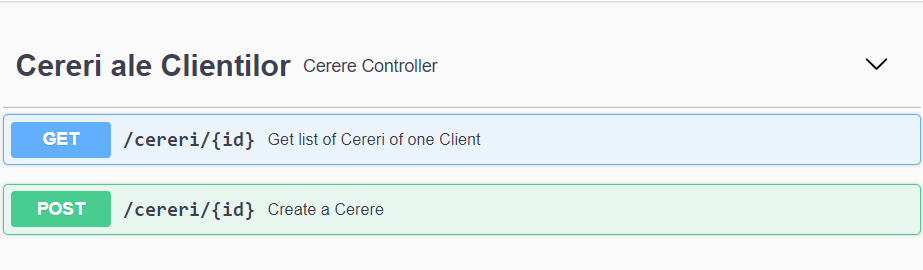 Cereri ale Clientilor Cerere Controller
GET /cereri/{id} Get list of Cereri of one Client
POST /cereri/{id} Create a Cerere